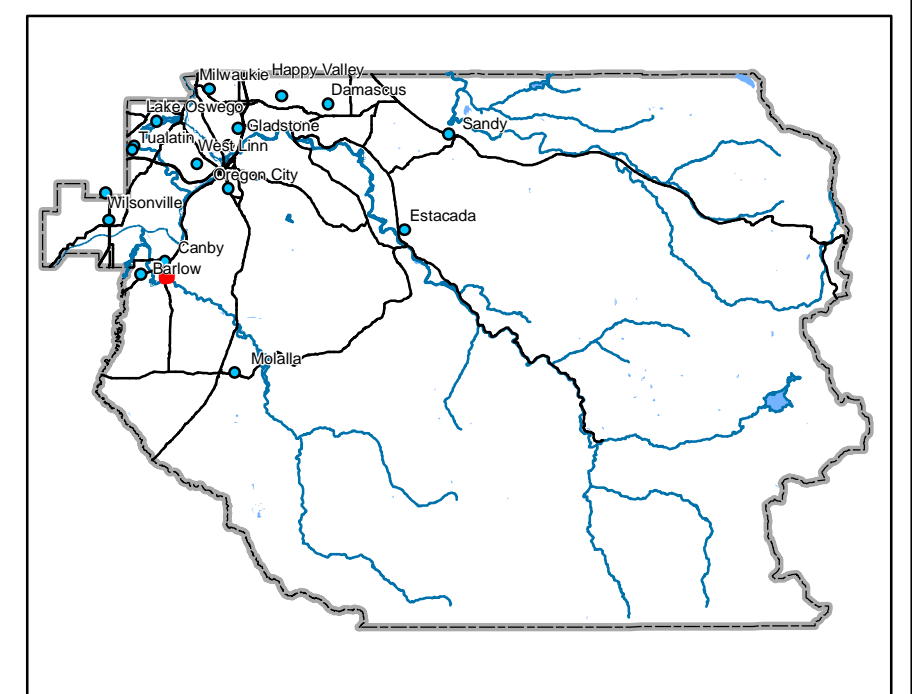 Milwaukie
Happy Valley
Damascus
Lake Oswego
Gladstone
Sandy
Tualatin
West Linn
Oregon City
Wilsonville
Estacada
Canby
Barlow
Molalla